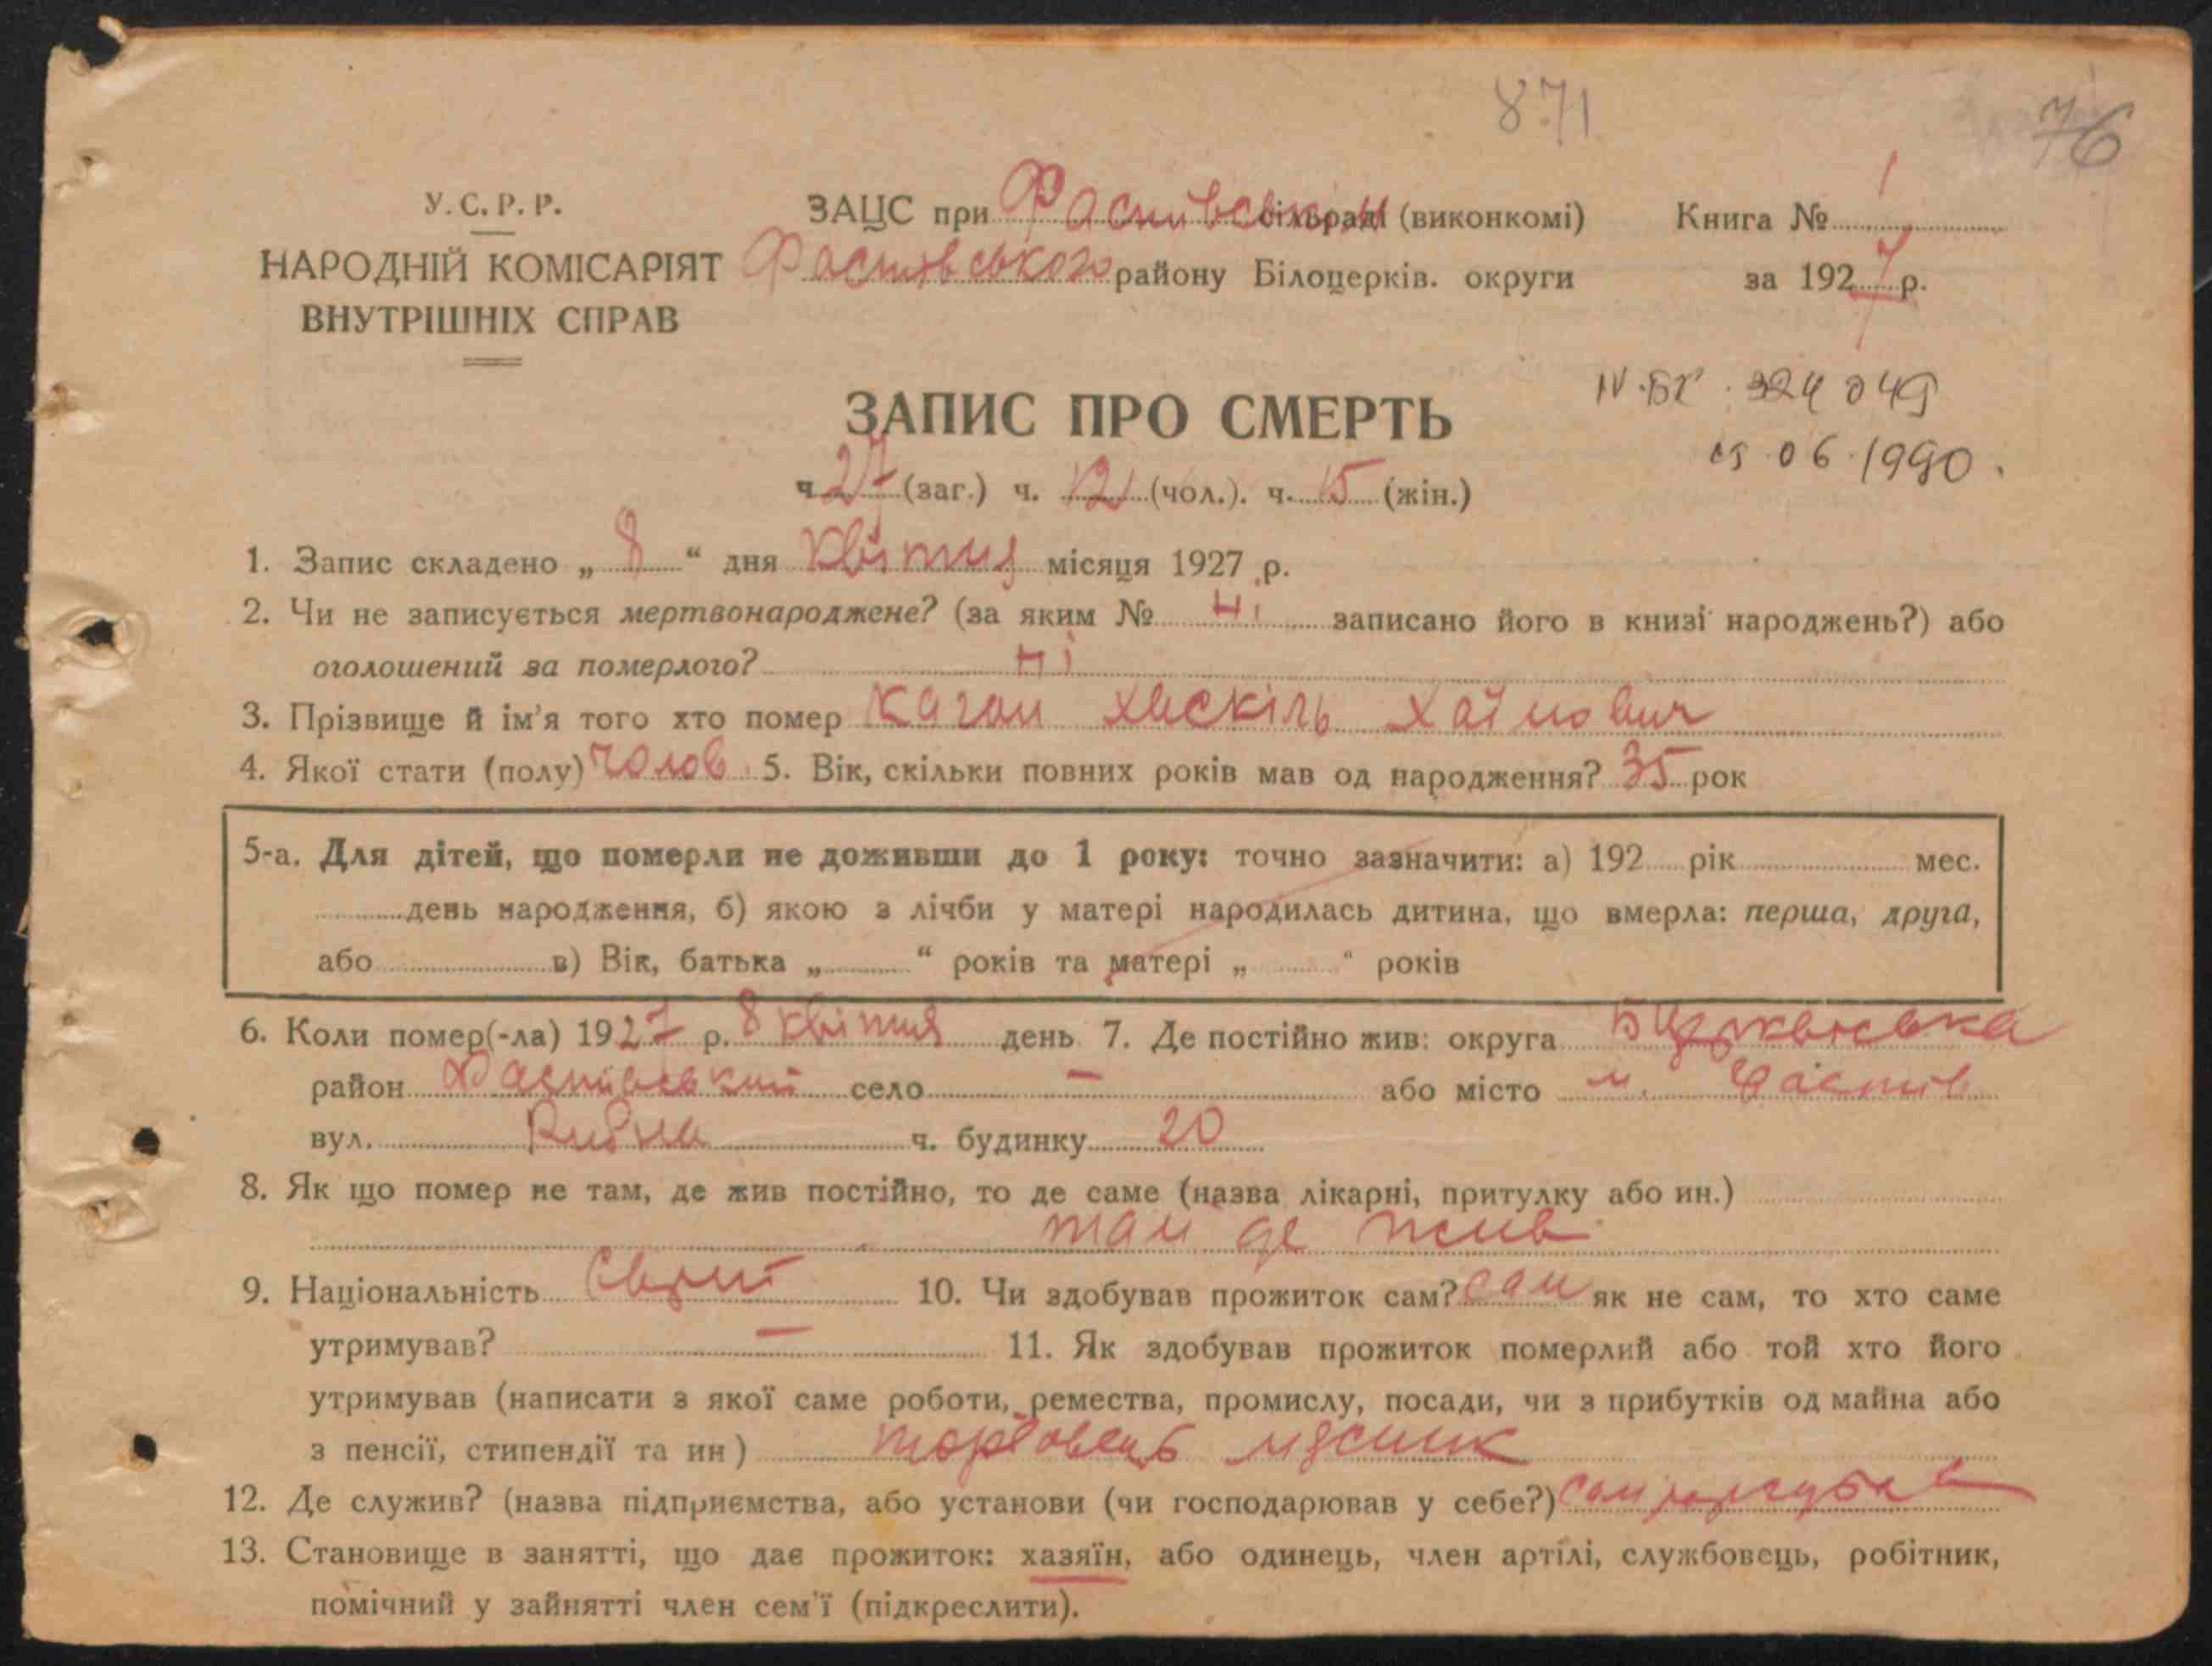 871
76
У.С.Р.Р.
НАРОДНІЙ КОМІСАРІЯТ
ВНУТРІШНІХ СПРАВ
ЗАЦС при Фастівськім сільраді (виконкомі)
Фастівського району Білоцерків. округи
Книга № 1
за 1927 р.
324049
06.1990.
ЗАПИС ПРО СМЕРТЬ
ч. 27 (заг.) ч. 12 (чол.). ч. 15 (жін.)
1. Запис складено „ 8 “ дня квітня місяця 1927 р.
2. Чи не записується мертвонароджене? (за яким № ні записано його в книзі народжень?) або
оголошений за померлого? ні
3. Прізвище й ім'я того хто помер Каган Хаскіль Хаімович
4. Якої стати (полу) чолов. 5. Вік, скільки повних років мав од народження? 35 рок
5-а. Для дітей, що померли не доживши до 1 року: точно зазначити: а) 192 рік мес.
день народження, б) якою з лічби у матері народилась дитина, що вмерла: перша, друга,
або в) Вік, батька „ “ років та матері „ “ років
6. Коли помер(-ла) 1927 р. 8 квітня день 7. Де постійно жив: округа Бцерківська
район Фастівський село — або місто м. Фастів
вул. Рибна ч. будинку 20
8. Як що помер не там, де жив постійно, то де саме (назва лікарні, притулку або ин.)
там де жив
9. Національність Єврей 10. Чи здобував прожиток сам? сам як не сам, то хто саме
утримував? — 11. Як здобував прожиток померлий або той хто його
утримував (написати з якої саме роботи, ремества, промислу, посади, чи з прибутків од майна або
з пенсії, стипендії та ин) торговець мясник
12. Де служив? (назва підприємства, або установи (чи господарював у себе?) сам торгував
13. Становище в занятті, що дає прожиток: хазяїн, або одинець, член артілі, службовець, робітник,
помічний у зайнятті член сем'ї (підкреслити).